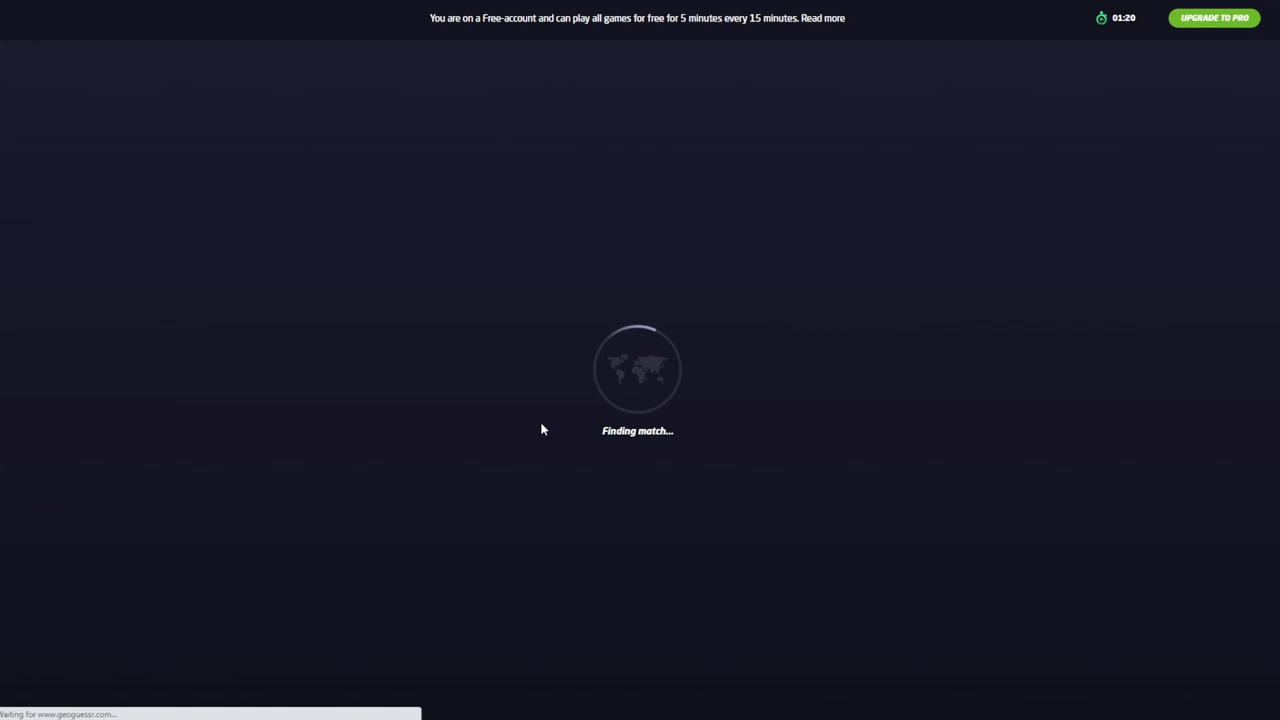 You are on a Free-account and can play all games for free for 5 minutes every 15 minutes. Read more
01:20
UPGRADE TO PRO
Finding match...
Waiting for www.geoguessr.com...